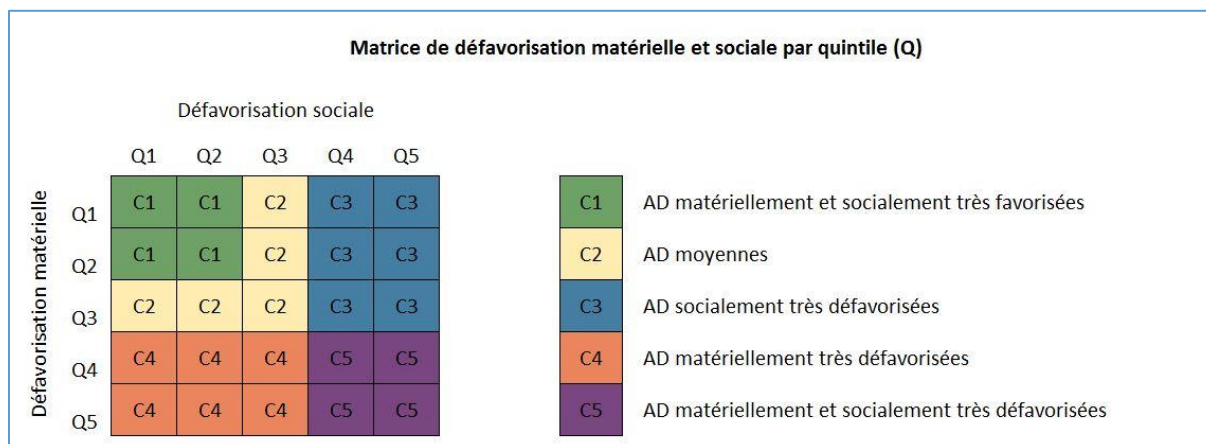 Matrice de défavorisation matérielle et sociale par quintile (Q)
Défavorisation sociale
Q1 Q2 Q3 Q4 Q5
Défavorisation matérielle
Q1 C1 C1 C2 C3 C3
Q2 C1 C1 C2 C3 C3
Q3 C2 C2 C2 C3 C3
Q4 C4 C4 C4 C5 C5
Q5 C4 C4 C4 C5 C5
C1 AD matériellement et socialement très favorisées
C2 AD moyennes
C3 AD socialement très défavorisées
C4 AD matériellement très défavorisées
C5 AD matériellement et socialement très défavorisées